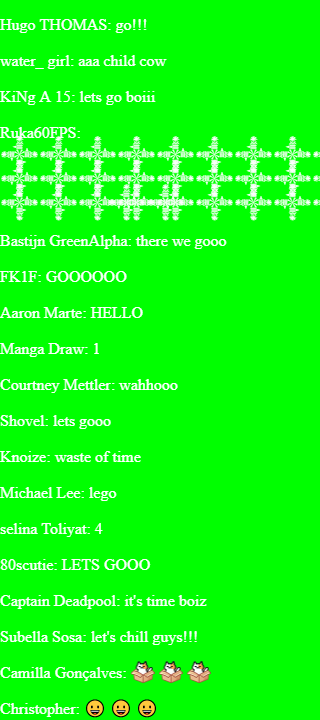 Hugo THOMAS: go!!!
water_ girl: aaa child cow
KiNg A 15: lets go boiii
Ruka60FPS:
Bastijn GreenAlpha: there we gooo
FK1F: GOOOOOO
Aaron Marte: HELLO
Manga Draw: 1
Courtney Mettler: wahhooo
Shovel: lets gooo
Knoize: waste of time
Michael Lee: lego
selina Toliyat: 4
80scutie: LETS GOOO
Captain Deadpool: it's time boiz
Subella Sosa: let's chill guys!!!
Camilla Gonçalves:
Christopher: 😀 😀 😀